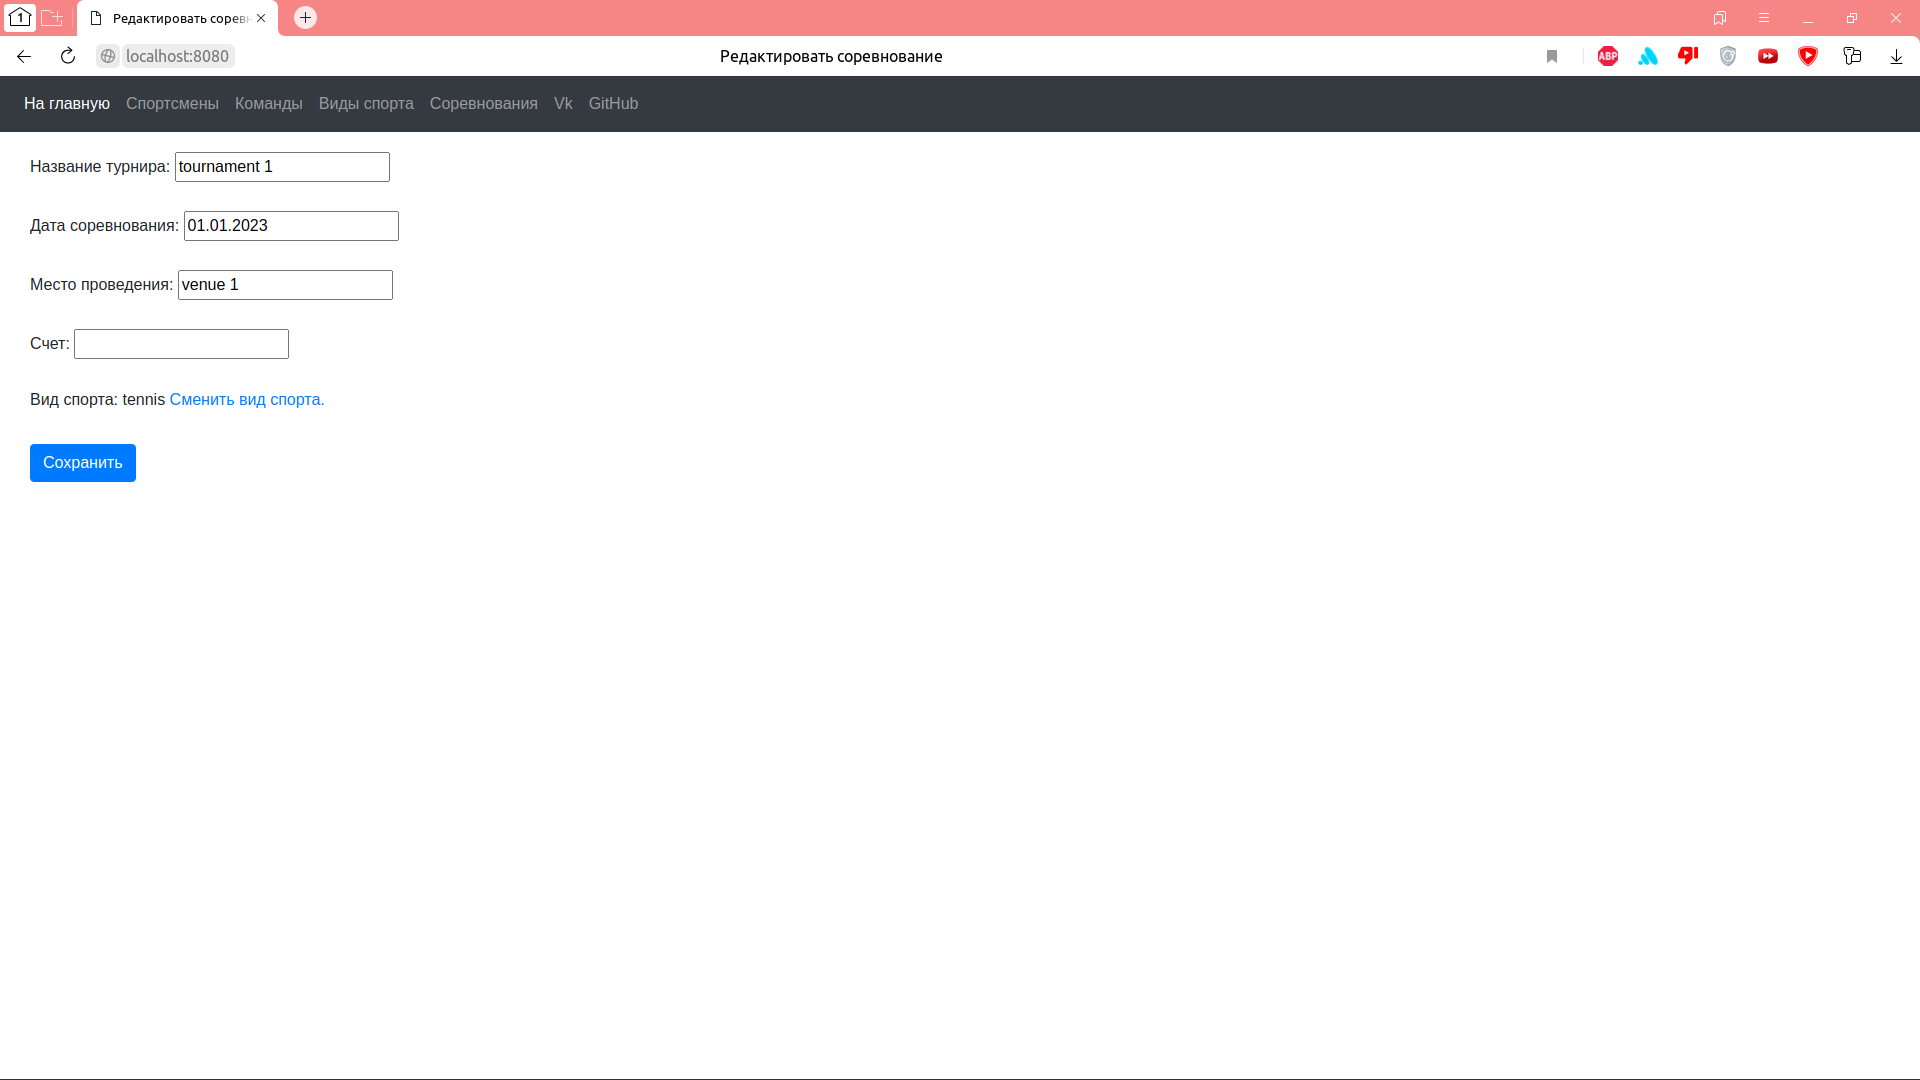 1 Редактировать сорев
localhost:8080 Редактировать соревнование ABP
На главную Спортсмены Команды Виды спорта Соревнования Vk GitHub
Название турнира: tournament 1
Дата соревнования: 01.01.2023
Место проведения: venue 1
Счет:
Вид спорта: tennis Сменить вид спорта.
Сохранить